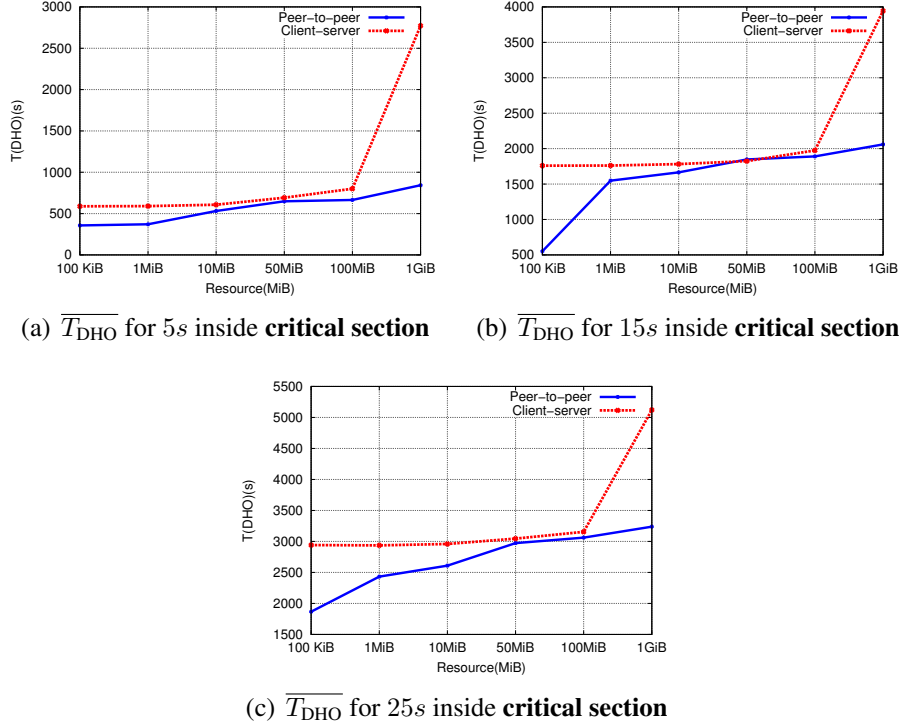 3000
2500
2000
1500
1000
500
0
T(DHO)(s)
Peer-to-peer
Client-server
100 KiB 1MiB 10MiB 50MiB 100MiB 1GiB
Resource(MiB)
(a) T_DHO for 5s inside critical section
4000
3500
3000
2500
2000
1500
1000
500
T(DHO)(s)
Peer-to-peer
Client-server
100 KiB 1MiB 10MiB 50MiB 100MiB 1GiB
Resource(MiB)
(b) T_DHO for 15s inside critical section
5500
5000
4500
4000
3500
3000
2500
2000
1500
T(DHO)(s)
Peer-to-peer
Client-server
100 KiB 1MiB 10MiB 50MiB 100MiB 1GiB
Resource(MiB)
(c) T_DHO for 25s inside critical section